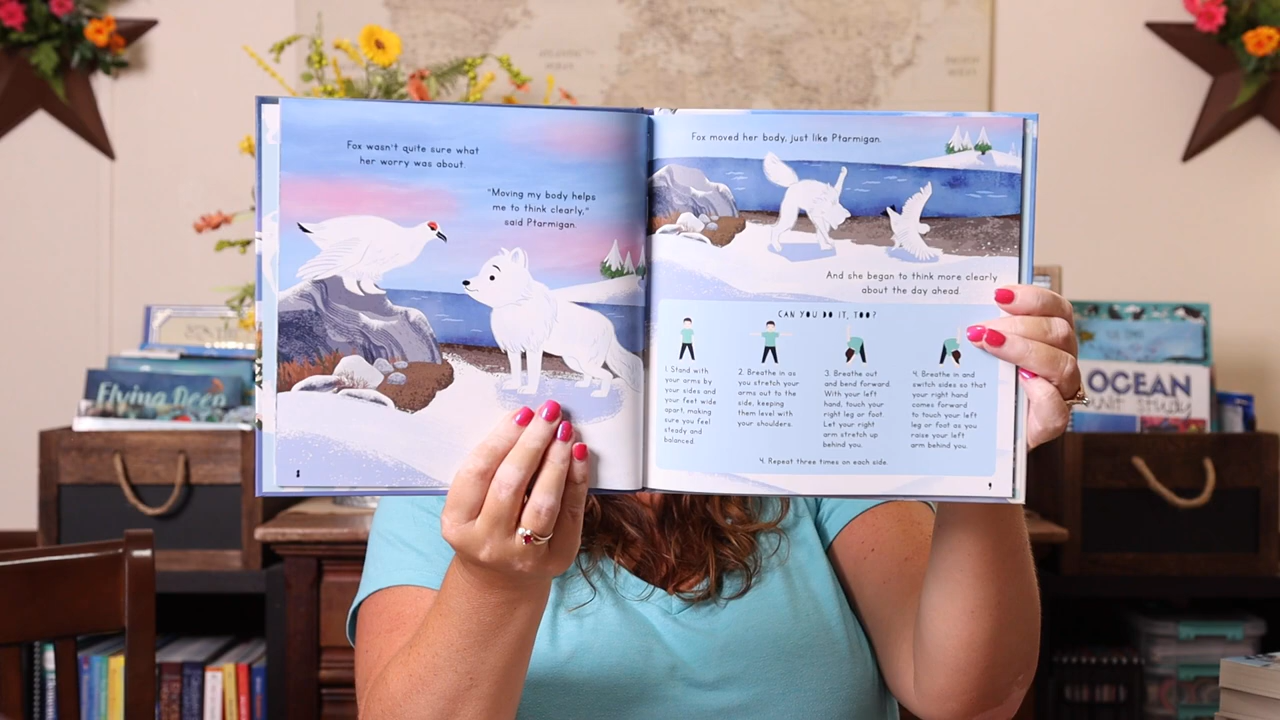 Fox wasn't quite sure what
her worry was about.
"Moving my body helps
me to think clearly,"
said Ptarmigan.
8
Fox moved her body, just like Ptarmigan.
And she began to think more clearly
about the day ahead.
CAN YOU DO IT, TOO?
1. Stand with
your arms by
your sides and
your feet wide
apart, making
sure you feel
steady and
balanced.
2. Breathe in as
you stretch your
arms out to the
side, keeping
them level with
your shoulders.
3. Breathe out
and bend forward.
With your left
hand, touch your
right leg or foot.
Let your right
arm stretch up
behind you.
4. Breathe in and
switch sides so that
your right hand
comes forward
to touch your left
leg or foot as you
raise your left
arm behind you.
4. Repeat three times on each side.
9
Flying Deep
OCEAN
unit study